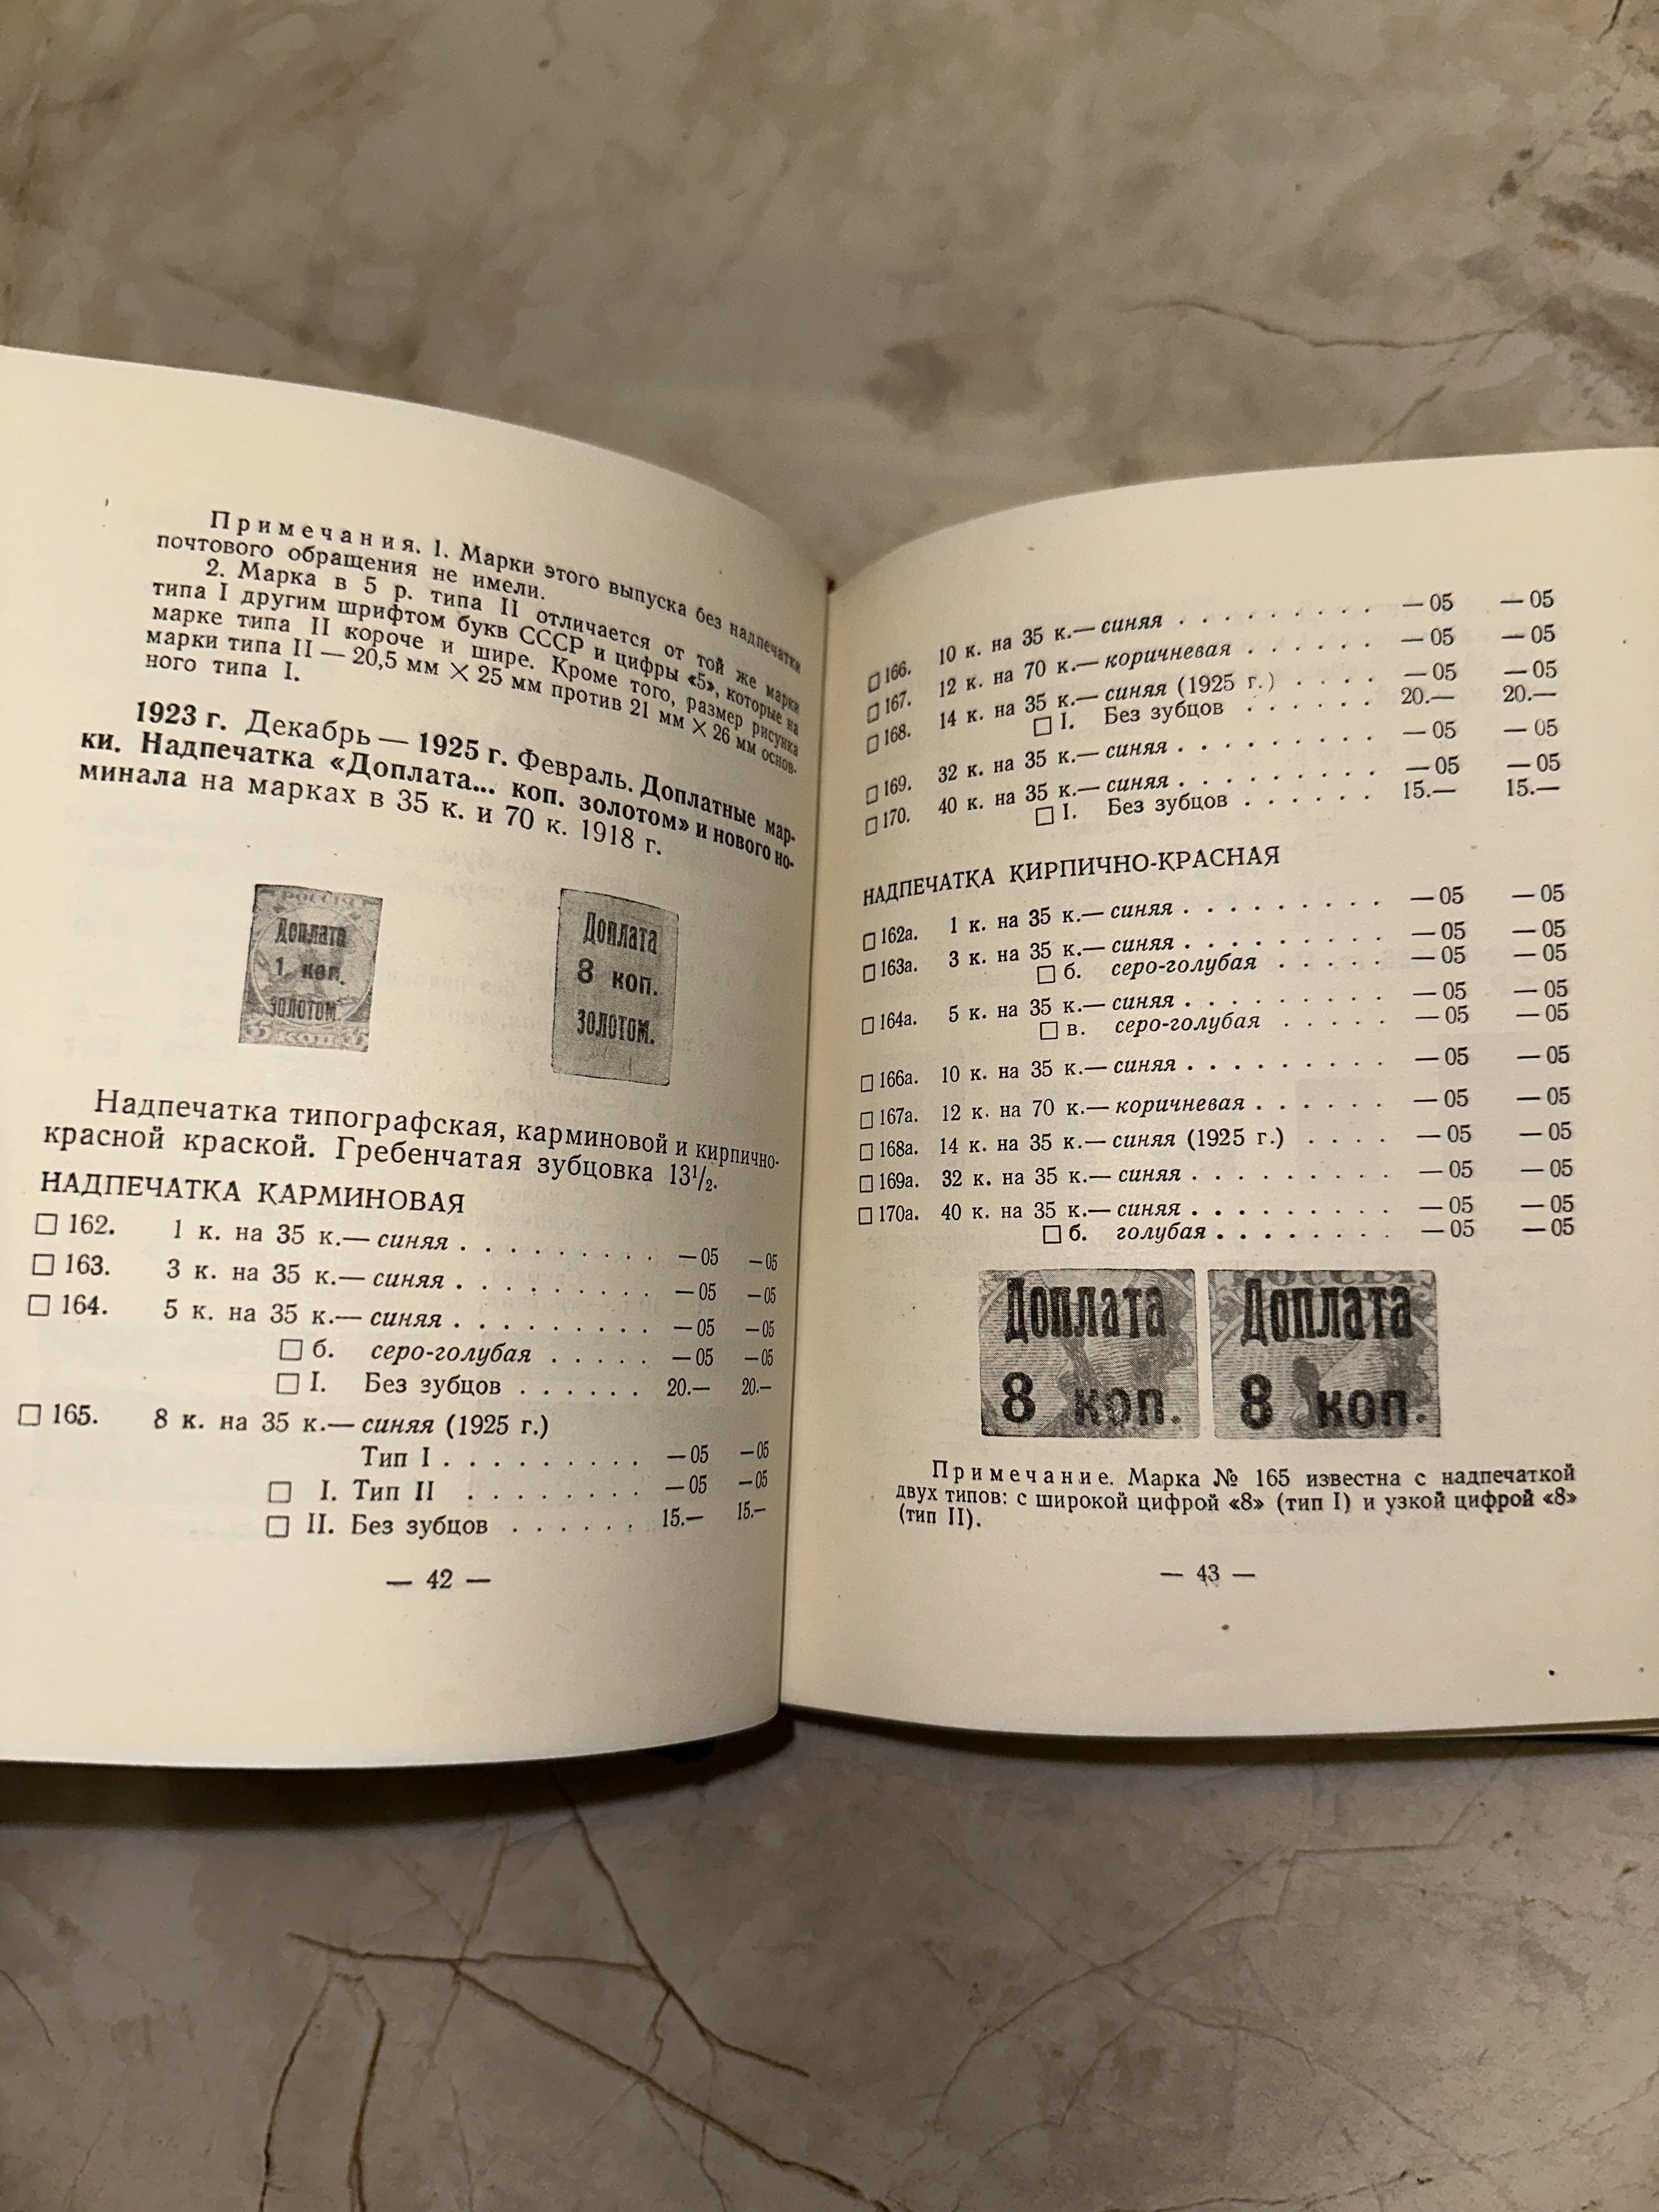 Примечания. 1. Марки этого выпуска без надпечатки
почтового обращения не имели.
2. Марка в 5 р. типа II отличается от той же марки
типа I другим шрифтом букв СССР и цифры «5», которые на
марке типа II короче и шире. Кроме того, размер рисунка
марки типа II — 20,5 мм × 25 мм против 21 мм × 26 мм основ-
ного типа I.
1923 г. Декабрь — 1925 г. Февраль. Доплатные мар-
ки. Надпечатка «Доплата... коп. золотом» и нового но-
минала на марках в 35 к. и 70 к. 1918 г.
Доплата
1 коп.
золотом.
Доплата
8 коп.
золотом.
Надпечатка типографская, карминовой и кирпично-
красной краской. Гребенчатая зубцовка 13½.
НАДПЕЧАТКА КАРМИНОВАЯ
□ 162. 1 к. на 35 к.— синяя . . . . . . . . . — 05 — 05
□ 163. 3 к. на 35 к.— синяя . . . . . . . . . — 05 — 05
□ 164. 5 к. на 35 к.— синяя . . . . . . . . . — 05 — 05
□ б. серо-голубая . . . . . — 05 — 05
□ I. Без зубцов . . . . . . 20.— 20.—
□ 165. 8 к. на 35 к.— синяя (1925 г.)
Тип I . . . . . . . . . — 05 — 05
□ I. Тип II . . . . . . . . — 05 — 05
□ II. Без зубцов . . . . . . 15.— 15.—
— 42 —
□ 166. 10 к. на 35 к.— синяя . . . . . . . . . — 05 — 05
□ 167. 12 к. на 70 к.— коричневая . . . . . . — 05 — 05
□ 168. 14 к. на 35 к.— синяя (1925 г.) . . . . — 05 — 05
□ I. Без зубцов . . . . . . 20.— 20.—
□ 169. 32 к. на 35 к.— синяя . . . . . . . . . — 05 — 05
□ 170. 40 к. на 35 к.— синяя . . . . . . . . . — 05 — 05
□ I. Без зубцов . . . . . . 15.— 15.—
НАДПЕЧАТКА КИРПИЧНО-КРАСНАЯ
□ 162а. 1 к. на 35 к.— синяя . . . . . . . . . — 05 — 05
□ 163а. 3 к. на 35 к.— синяя . . . . . . . . . — 05 — 05
□ б. серо-голубая . . . . . — 05 — 05
□ 164а. 5 к. на 35 к.— синяя . . . . . . . . . — 05 — 05
□ в. серо-голубая . . . . . — 05 — 05
□ 166а. 10 к. на 35 к.— синяя . . . . . . . . . — 05 — 05
□ 167а. 12 к. на 70 к.— коричневая . . . . . . — 05 — 05
□ 168а. 14 к. на 35 к.— синяя (1925 г.) . . . . — 05 — 05
□ 169а. 32 к. на 35 к.— синяя . . . . . . . . . — 05 — 05
□ 170а. 40 к. на 35 к.— синяя . . . . . . . . . — 05 — 05
□ б. голубая . . . . . . . . — 05 — 05
Доплата
8 коп.
Доплата
8 коп.
Примечание. Марка № 165 известна с надпечаткой
двух типов: с широкой цифрой «8» (тип I) и узкой цифрой «8»
(тип II).
— 43 —